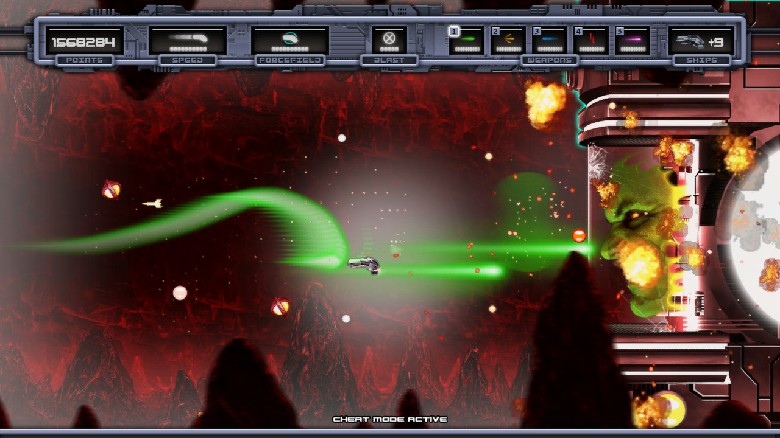 1568284
1
2
3
4
5
+9
POINTS
SPEED
FORCEFIELD
BLAST
WEAPONS
SHIPS
CHEAT MODE ACTIVE